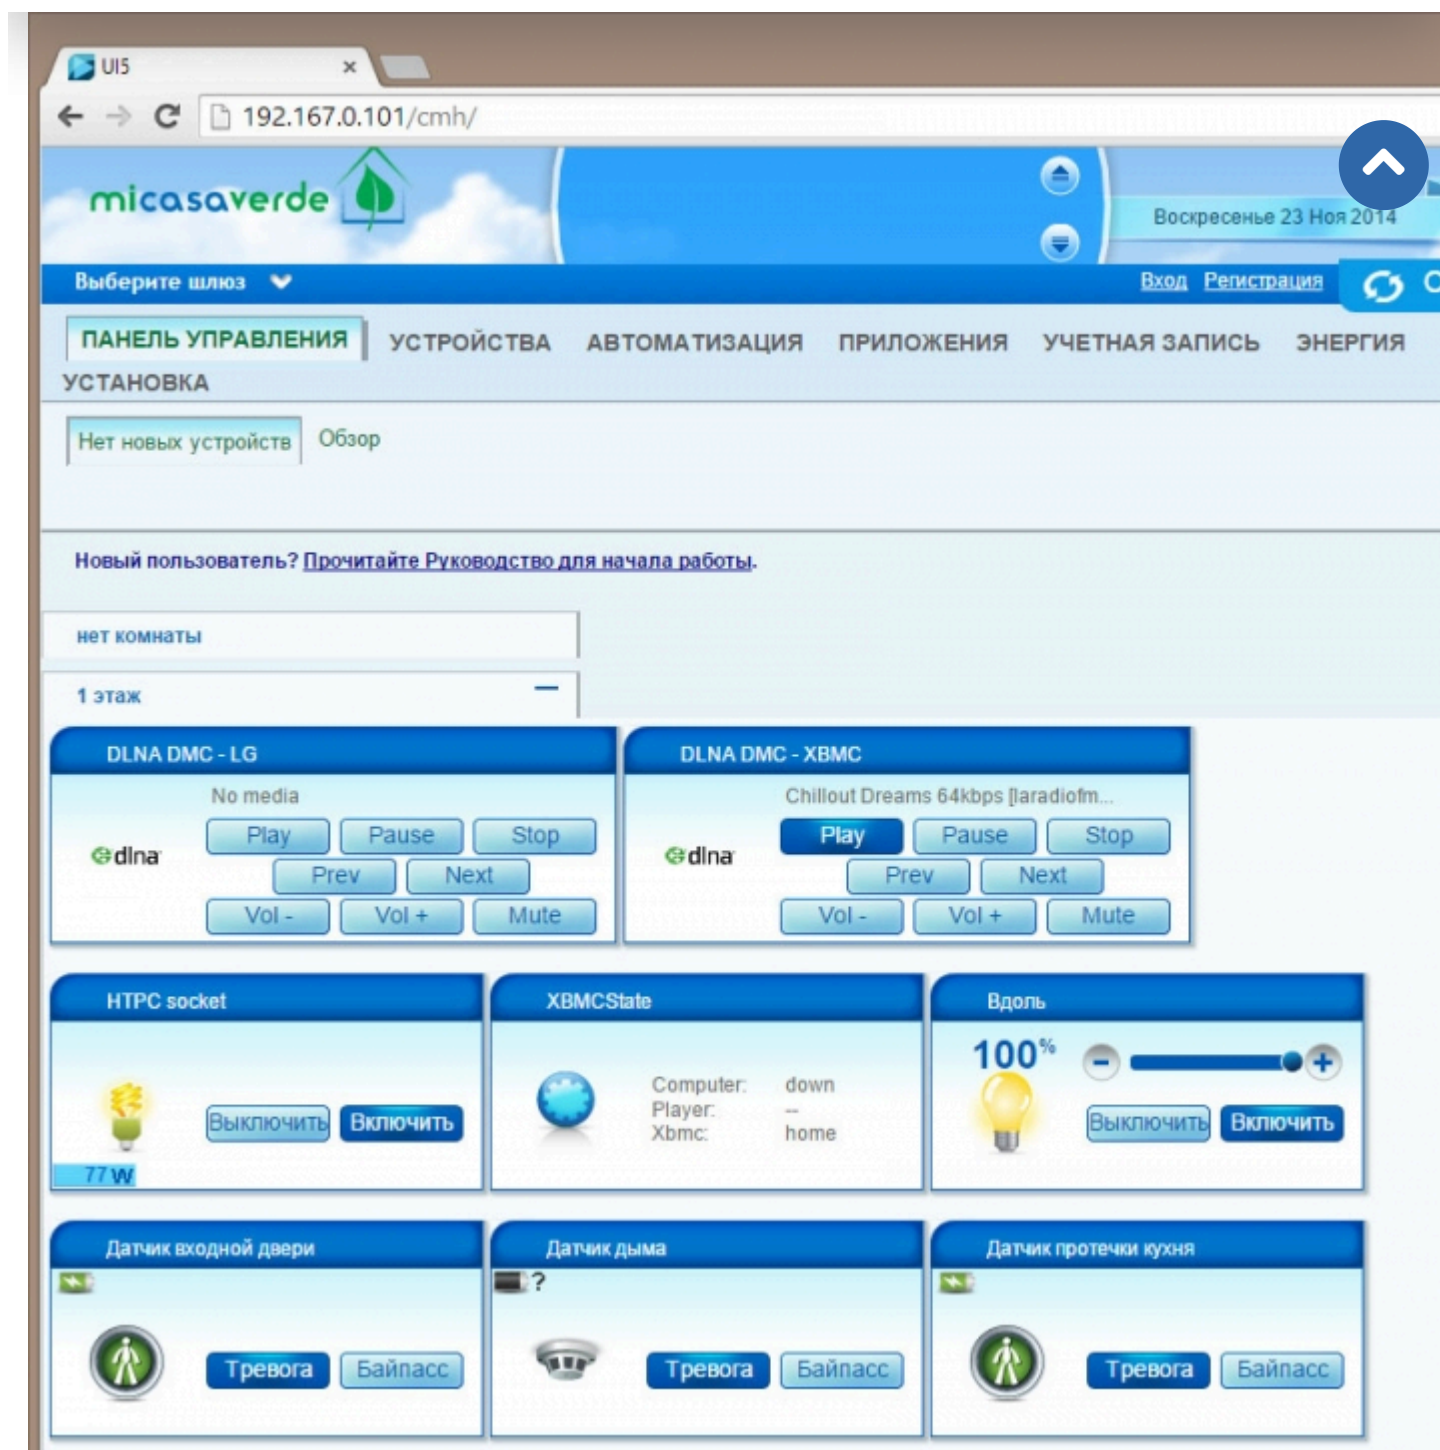 UI5
192.167.0.101/cmh/
micasaverde
Воскресенье 23 Ноя 2014
Выберите шлюз
Вход Регистрация
ПАНЕЛЬ УПРАВЛЕНИЯ УСТРОЙСТВА АВТОМАТИЗАЦИЯ ПРИЛОЖЕНИЯ УЧЕТНАЯ ЗАПИСЬ ЭНЕРГИЯ
УСТАНОВКА
Нет новых устройств Обзор
Новый пользователь? Прочитайте Руководство для начала работы.
нет комнаты
1 этаж
DLNA DMC - LG
No media
dlna
Play Pause Stop
Prev Next
Vol - Vol + Mute
DLNA DMC - XBMC
Chillout Dreams 64kbps [laradiofm...
dlna
Play Pause Stop
Prev Next
Vol - Vol + Mute
HTPC socket
Выключить Включить
77 W
XBMCState
Computer: down
Player: --
Xbmc: home
Вдоль
100%
Выключить Включить
Датчик входной двери
Тревога Байпасс
Датчик дыма
?
Тревога Байпасс
Датчик протечки кухня
Тревога Байпасс